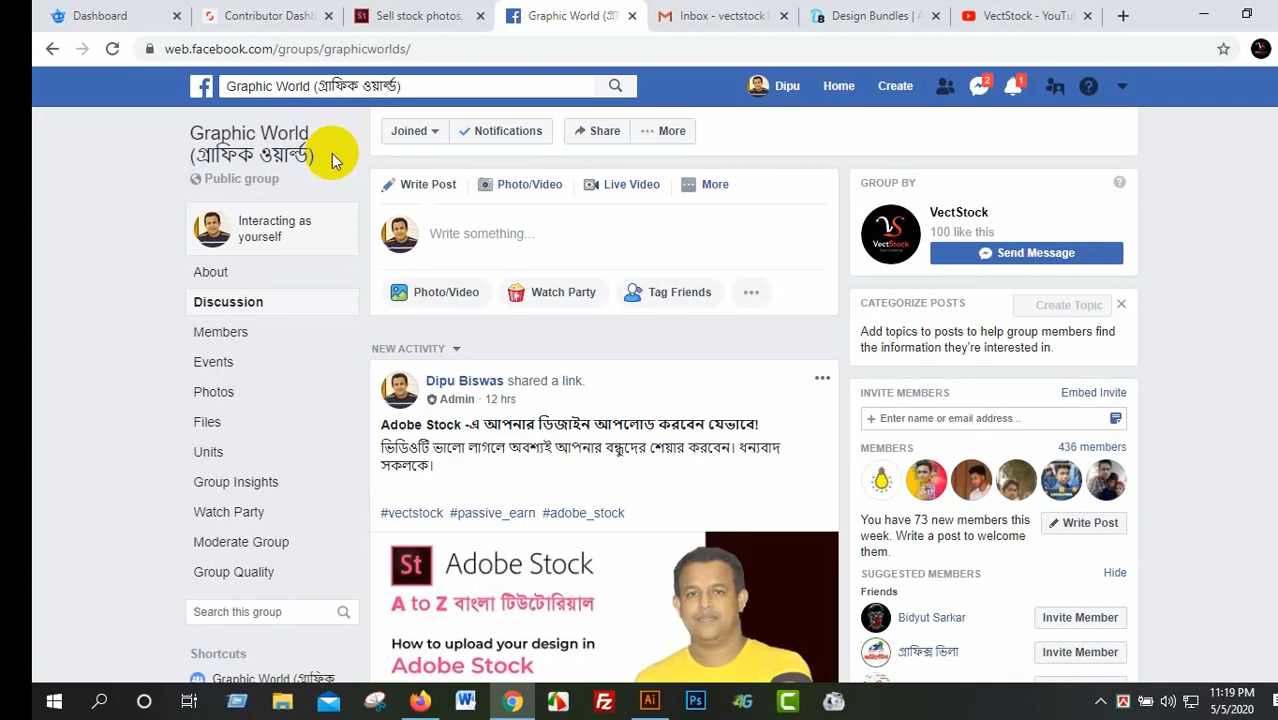 Dashboard
Contributor Dashb
Sell stock photos,
Facebook Graphic World (গ্রা
Inbox - vectstock
Design Bundles | A
VectStock - YouTu
web.facebook.com/groups/graphicworlds/
Graphic World (গ্রাফিক ওয়ার্ল্ড)
Dipu
Home
Create
2
1
Graphic World
(গ্রাফিক ওয়ার্ল্ড)
Public group
Joined
Notifications
Share
More
Interacting as
yourself
About
Discussion
Members
Events
Photos
Files
Units
Group Insights
Watch Party
Moderate Group
Group Quality
Search this group
Shortcuts
Graphic World (গ্রাফিক
Write Post
Photo/Video
Live Video
More
Write something...
Photo/Video
Watch Party
Tag Friends
NEW ACTIVITY
Dipu Biswas shared a link.
Admin · 12 hrs
Adobe Stock -এ আপনার ডিজাইন আপলোড করবেন যেভাবে!
ভিডিওটি ভালো লাগলে অবশ্যই আপনার বন্ধুদের শেয়ার করবেন। ধন্যবাদ
সকলকে।
#vectstock #passive_earn #adobe_stock
St Adobe Stock
A to Z বাংলা টিউটোরিয়াল
How to upload your design in
Adobe Stock
GROUP BY
VectStock
VectStock
100 like this
Send Message
CATEGORIZE POSTS
Create Topic
Add topics to posts to help group members find
the information they're interested in.
INVITE MEMBERS
Embed Invite
+ Enter name or email address...
MEMBERS
436 members
You have 73 new members this
week. Write a post to welcome
them.
Write Post
SUGGESTED MEMBERS
Hide
Friends
Bidyut Sarkar
Invite Member
গ্রাফিক্স ভিলা
Invite Member
11:19 PM
5/5/2020